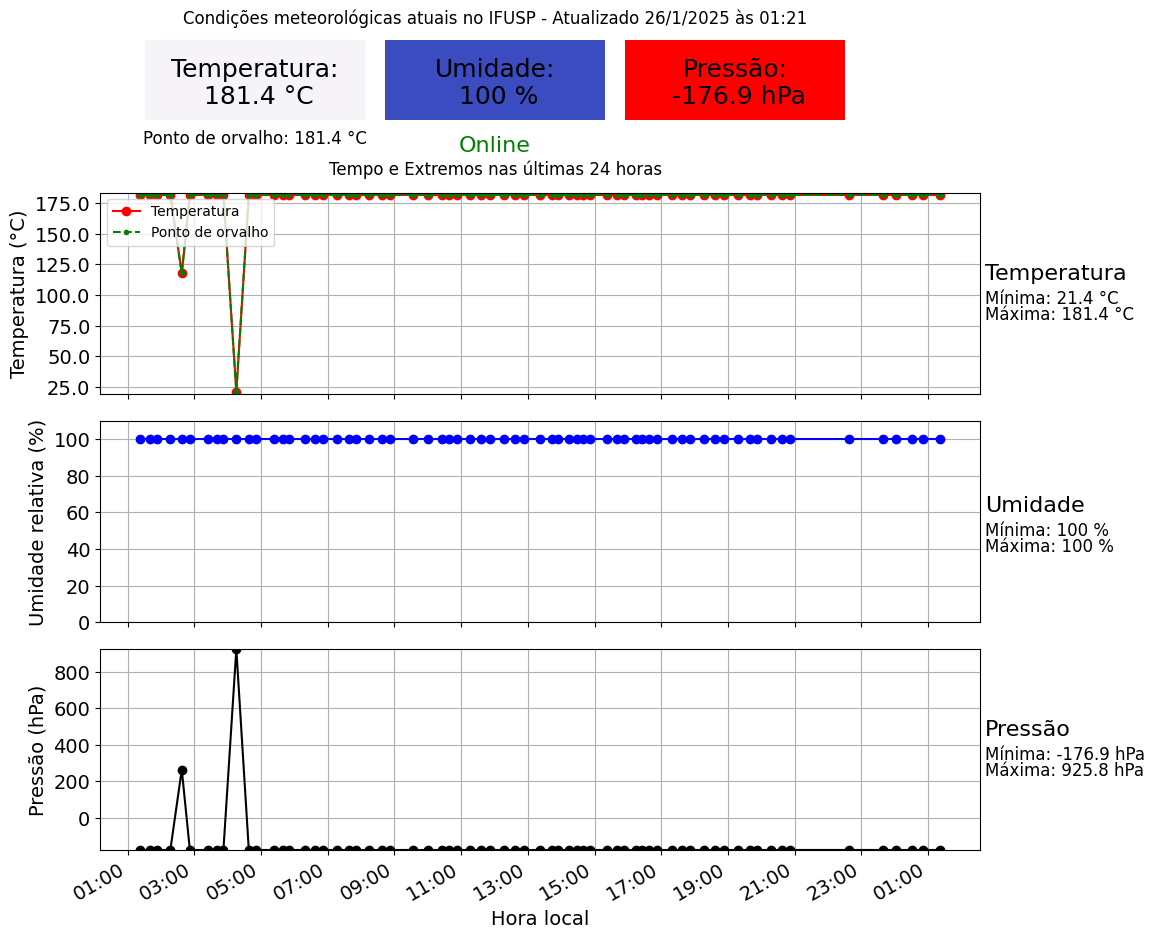 Condições meteorológicas atuais no IFUSP - Atualizado 26/1/2025 às 01:21
Temperatura:
181.4 °C
Umidade:
100 %
Pressão:
-176.9 hPa
Ponto de orvalho: 181.4 °C
Online
Tempo e Extremos nas últimas 24 horas
Temperatura (°C)
175.0
150.0
125.0
100.0
75.0
50.0
25.0
Temperatura
Ponto de orvalho
Temperatura
Mínima: 21.4 °C
Máxima: 181.4 °C
Umidade relativa (%)
100
80
60
40
20
0
Umidade
Mínima: 100 %
Máxima: 100 %
Pressão (hPa)
800
600
400
200
0
Pressão
Mínima: -176.9 hPa
Máxima: 925.8 hPa
01:00
03:00
05:00
07:00
09:00
11:00
13:00
15:00
17:00
19:00
21:00
23:00
01:00
Hora local